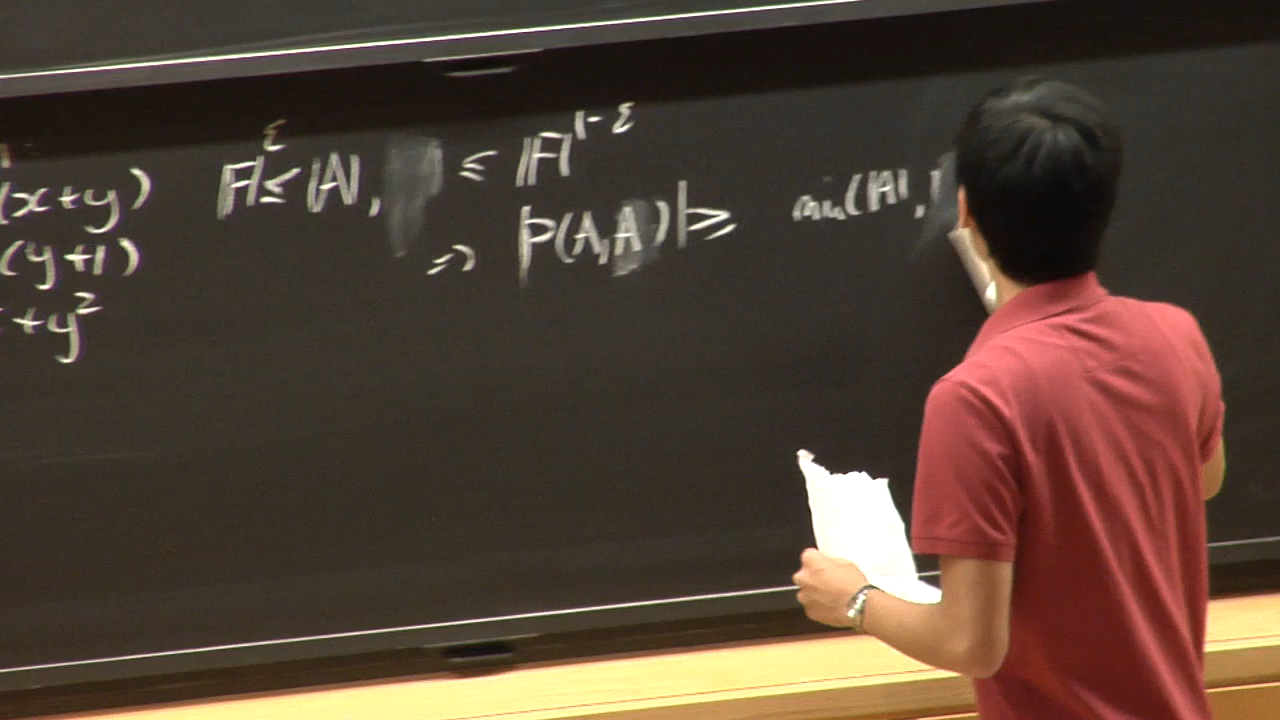 (x+y) |F|^ε ≤ |A|, ≤ |F|^{1-ε}
(y+1) ⇒ |P(A,A)| ≥ min(|A|,
+y²